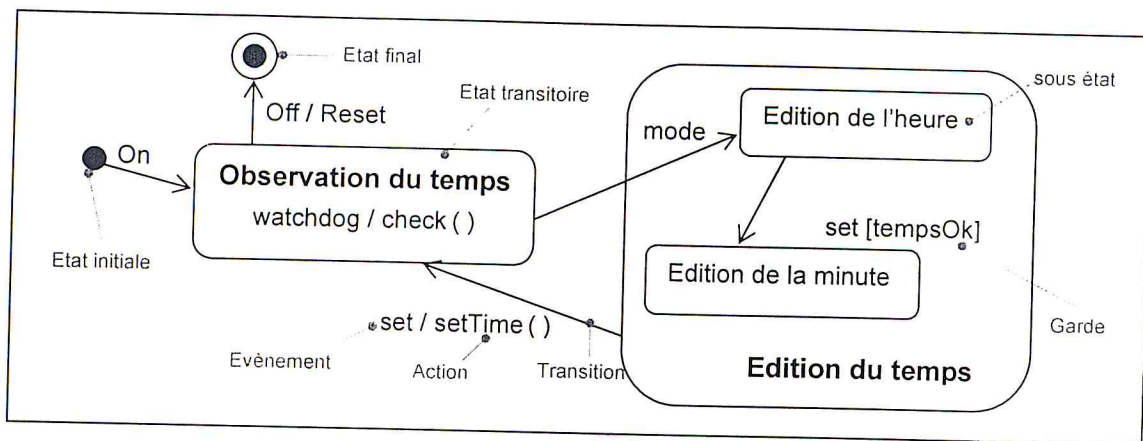 Etat final
sous état
Etat transitoire
Edition de l'heure
Off / Reset
mode
On
Observation du temps
watchdog / check ( )
set [tempsOk]
Etat initiale
Edition de la minute
set / setTime ( )
Garde
Evènement
Action
Transition
Edition du temps